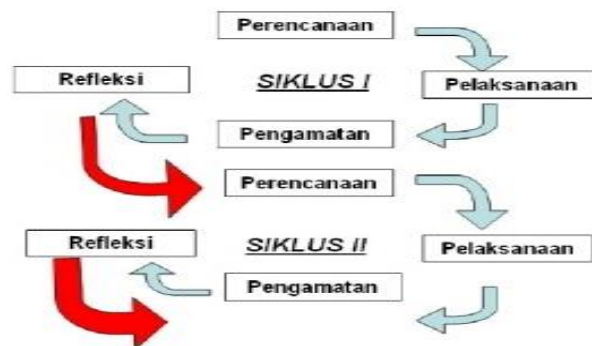 Perencanaan
Refleksi
SIKLUS I
Pelaksanaan
Pengamatan
Perencanaan
Refleksi
SIKLUS II
Pelaksanaan
Pengamatan